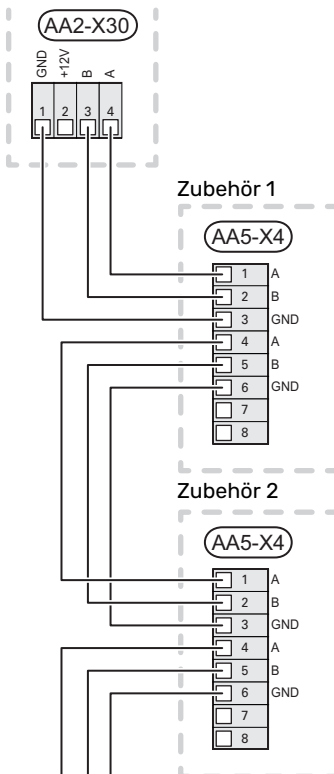 AA2-X30
GND +12V B A
1 2 3 4
Zubehör 1
AA5-X4
1 A
2 B
3 GND
4 A
5 B
6 GND
7
8
Zubehör 2
AA5-X4
1 A
2 B
3 GND
4 A
5 B
6 GND
7
8